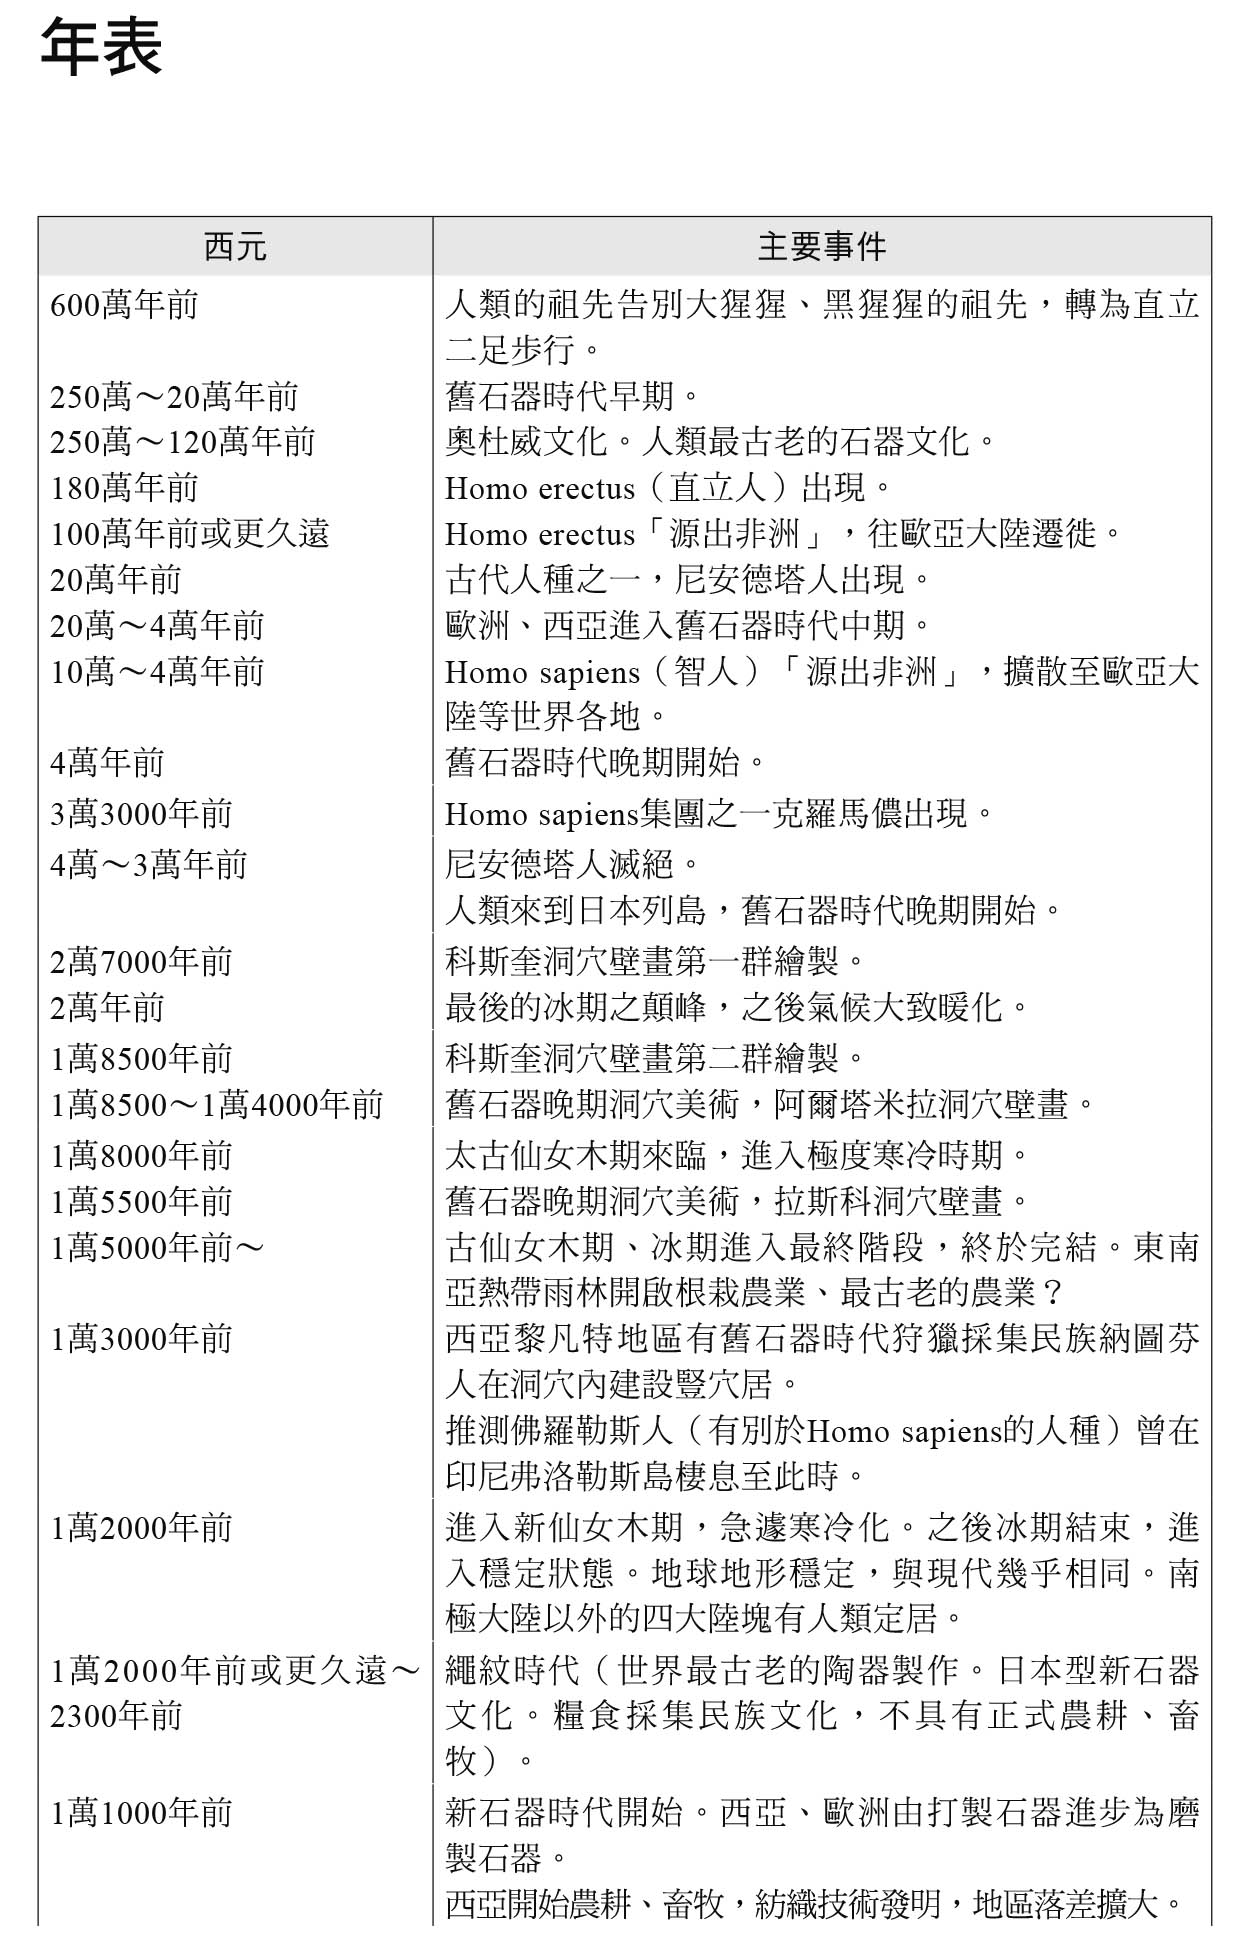 年表
西元 主要事件
600萬年前 人類的祖先告別大猩猩、黑猩猩的祖先，轉為直立
二足歩行。
250萬～20萬年前 舊石器時代早期。
250萬～120萬年前 奧杜威文化。人類最古老的石器文化。
180萬年前 Homo erectus（直立人）出現。
100萬年前或更久遠 Homo erectus「源出非洲」，往歐亞大陸遷徙。
20萬年前 古代人種之一，尼安德塔人出現。
20萬～4萬年前 歐洲、西亞進入舊石器時代中期。
10萬～4萬年前 Homo sapiens（智人）「源出非洲」，擴散至歐亞大
陸等世界各地。
4萬年前 舊石器時代晚期開始。
3萬3000年前 Homo sapiens集團之一克羅馬儂出現。
4萬～3萬年前 尼安德塔人滅絕。
人類來到日本列島，舊石器時代晚期開始。
2萬7000年前 科斯奎洞穴壁畫第一群繪製。
2萬年前 最後的冰期之顛峰，之後氣候大致暖化。
1萬8500年前 科斯奎洞穴壁畫第二群繪製。
1萬8500～1萬4000年前 舊石器晚期洞穴美術，阿爾塔米拉洞穴壁畫。
1萬8000年前 太古仙女木期來臨，進入極度寒冷時期。
1萬5500年前 舊石器晚期洞穴美術，拉斯科洞穴壁畫。
1萬5000年前～ 古仙女木期、冰期進入最終階段，終於完結。東南
亞熱帶雨林開啟根栽農業、最古老的農業？
1萬3000年前 西亞黎凡特地區有舊石器時代狩獵採集民族納圖芬
人在洞穴內建設豎穴居。
推測佛羅勒斯人（有別於Homo sapiens的人種）曾在
印尼弗洛勒斯島棲息至此時。
1萬2000年前 進入新仙女木期，急遽寒冷化。之後冰期結束，進
入穩定狀態。地球地形穩定，與現代幾乎相同。南
極大陸以外的四大陸塊有人類定居。
1萬2000年前或更久遠～ 繩紋時代（世界最古老的陶器製作。日本型新石器
2300年前 文化。糧食採集民族文化，不具有正式農耕、畜
牧）。
1萬1000年前 新石器時代開始。西亞、歐洲由打製石器進步為磨
製石器。
西亞開始農耕、畜牧，紡織技術發明，地區落差擴大。